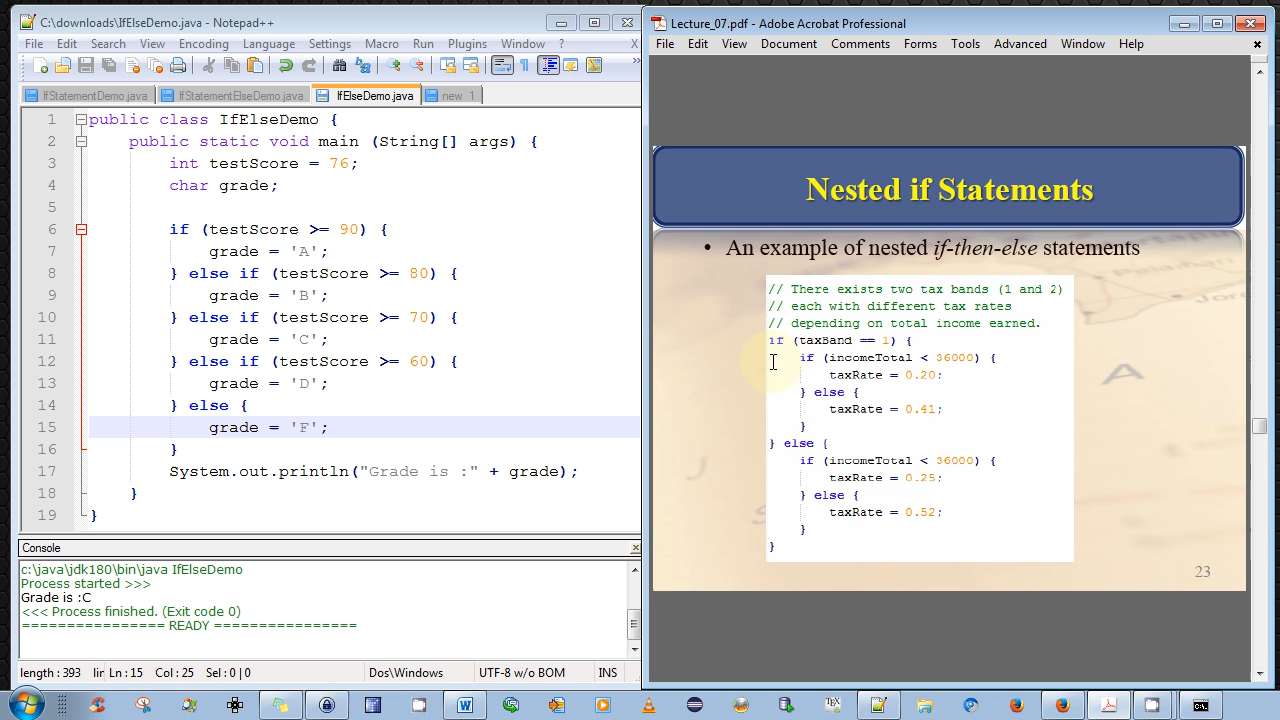 C:\downloads\IfElseDemo.java - Notepad++
File Edit Search View Encoding Language Settings Macro Run Plugins Window ? X
IfStatementDemo.java IfStatementElseDemo.java IfElseDemo.java new 1
1 public class IfElseDemo {
2 public static void main (String[] args) {
3 int testScore = 76;
4 char grade;
5
6 if (testScore >= 90) {
7 grade = 'A';
8 } else if (testScore >= 80) {
9 grade = 'B';
10 } else if (testScore >= 70) {
11 grade = 'C';
12 } else if (testScore >= 60) {
13 grade = 'D';
14 } else {
15 grade = 'F';
16 }
17 System.out.println("Grade is :" + grade);
18 }
19 }
Console
c:\java\jdk180\bin\java IfElseDemo
Process started >>>
Grade is :C
<<< Process finished. (Exit code 0)
================ READY ================
length : 393 lir Ln : 15 Col : 25 Sel : 0 | 0 Dos\Windows UTF-8 w/o BOM INS
Lecture_07.pdf - Adobe Acrobat Professional
File Edit View Document Comments Forms Tools Advanced Window Help
Nested if Statements
• An example of nested if-then-else statements
// There exists two tax bands (1 and 2)
// each with different tax rates
// depending on total income earned.
if (taxBand == 1) {
if (incomeTotal < 36000) {
taxRate = 0.20;
} else {
taxRate = 0.41;
}
} else {
if (incomeTotal < 36000) {
taxRate = 0.25;
} else {
taxRate = 0.52;
}
}
23